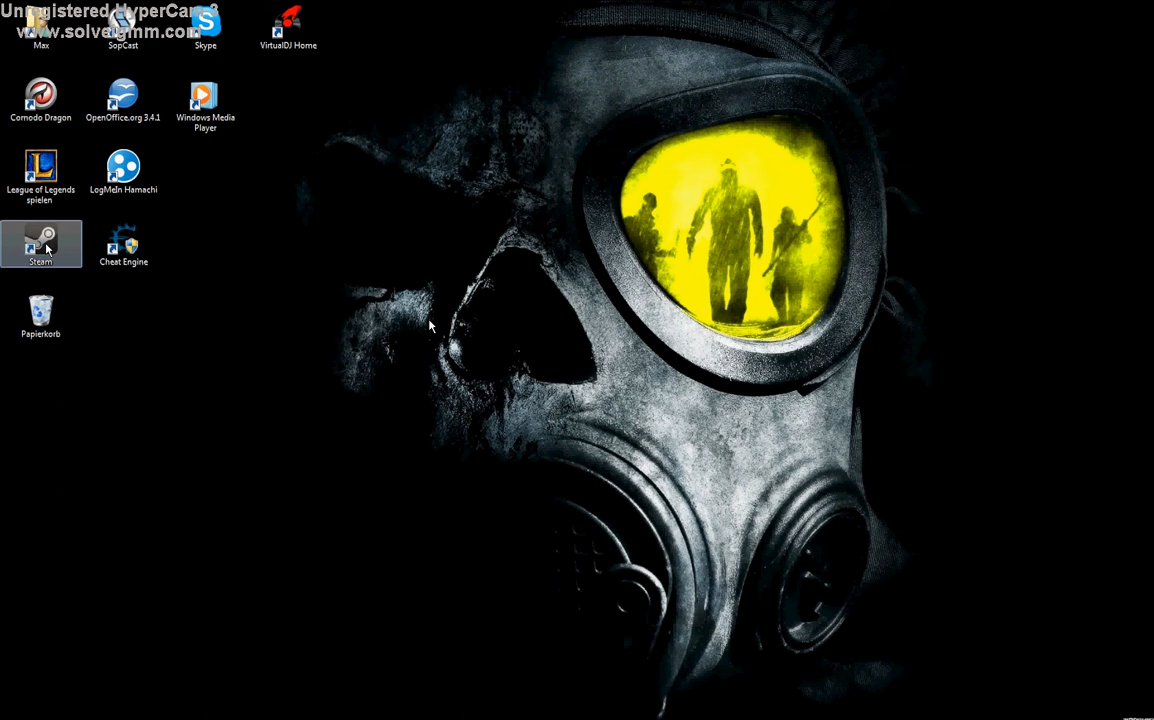 Unregistered HyperCam 3
www.solveigmm.com
Max
SopCast
Skype
VirtualDJ Home
Comodo Dragon
OpenOffice.org 3.4.1
Windows Media
Player
League of Legends
spielen
LogMeIn Hamachi
Steam
Cheat Engine
Papierkorb